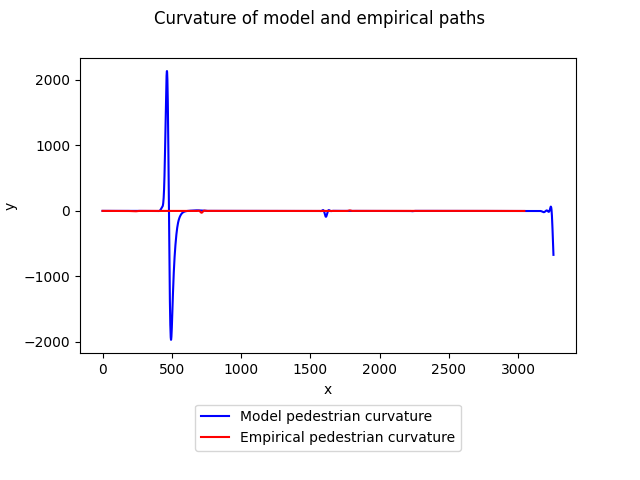 Curvature of model and empirical paths
2000
1000
0
−1000
−2000
y
0 500 1000 1500 2000 2500 3000
x
Model pedestrian curvature
Empirical pedestrian curvature